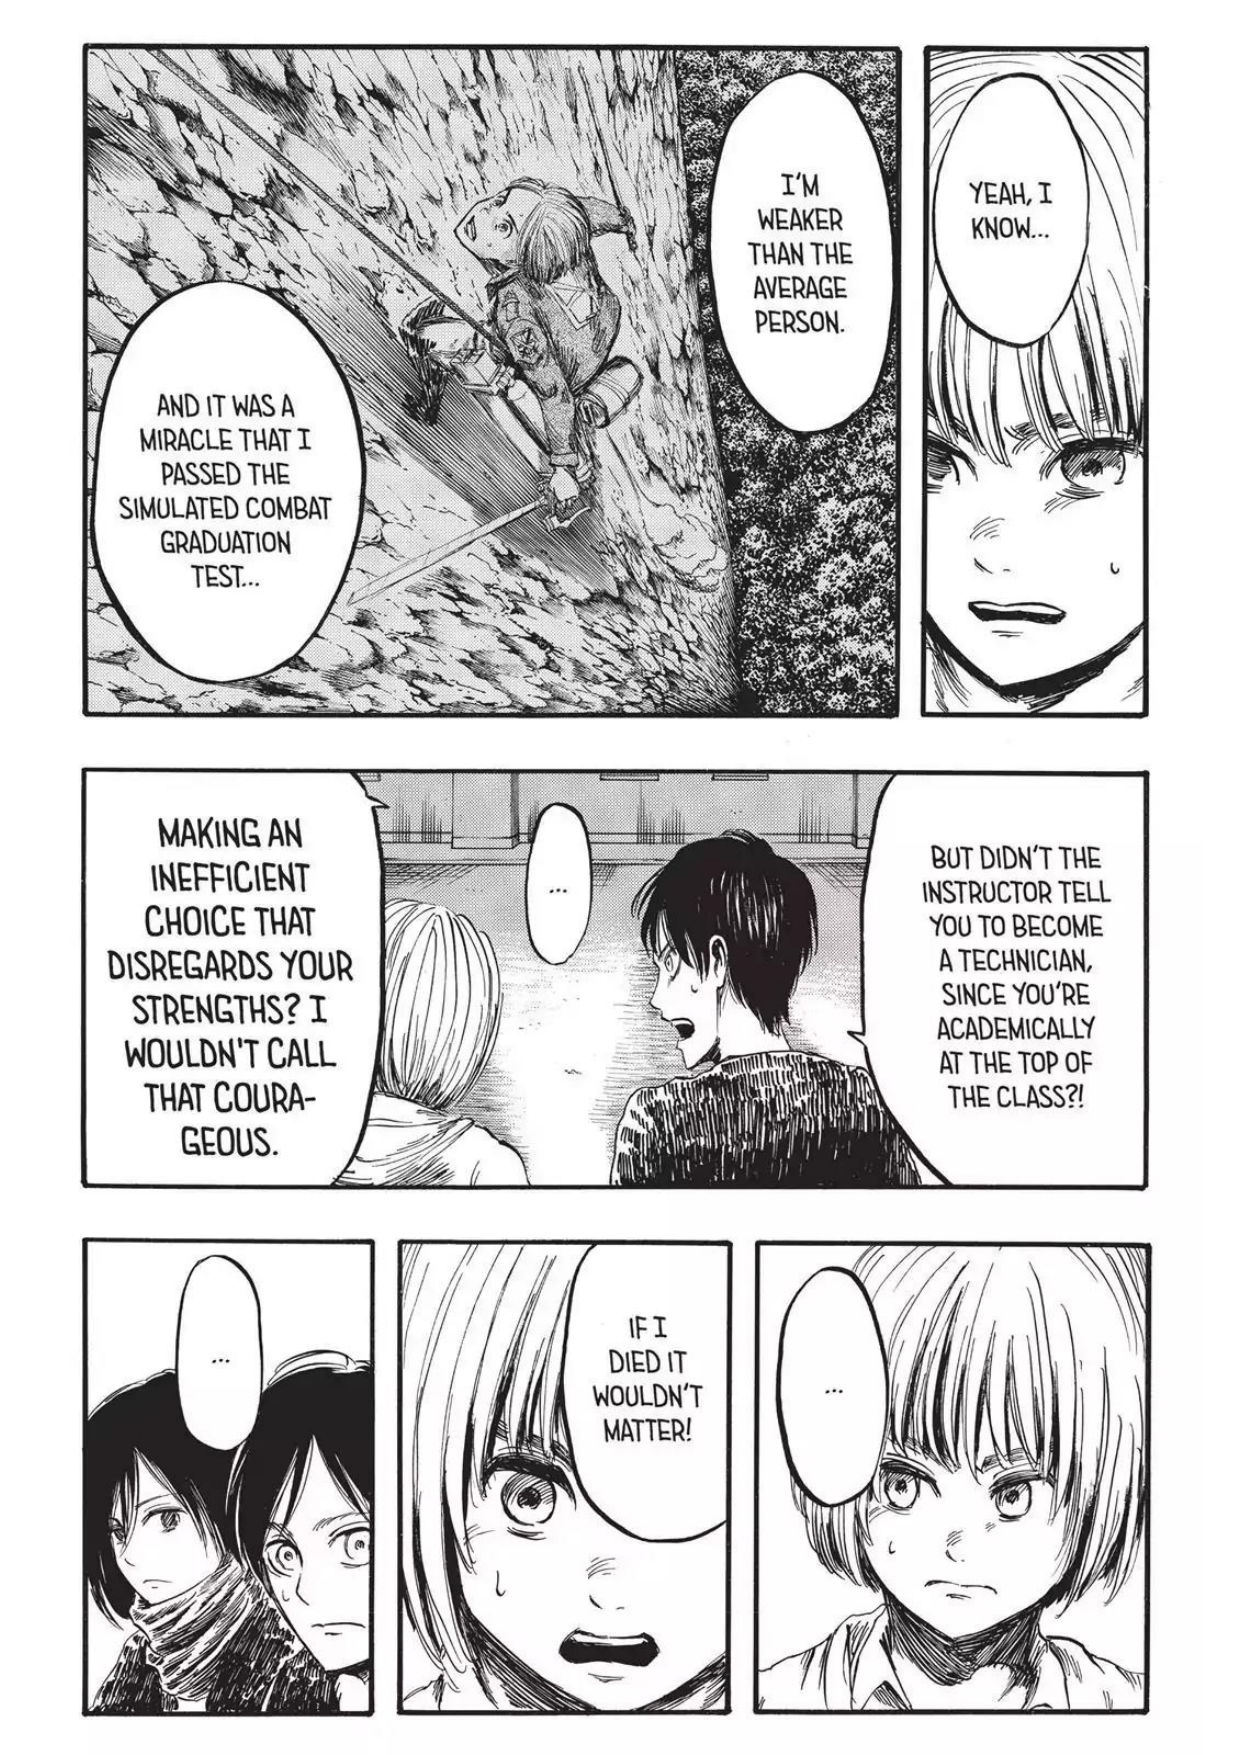 YEAH, I
KNOW...
I'M
WEAKER
THAN THE
AVERAGE
PERSON.
AND IT WAS A
MIRACLE THAT I
PASSED THE
SIMULATED COMBAT
GRADUATION
TEST...
BUT DIDN'T THE
INSTRUCTOR TELL
YOU TO BECOME
A TECHNICIAN,
SINCE YOU'RE
ACADEMICALLY
AT THE TOP OF
THE CLASS?!
...
MAKING AN
INEFFICIENT
CHOICE THAT
DISREGARDS YOUR
STRENGTHS? I
WOULDN'T CALL
THAT COURA-
GEOUS.
...
IF I
DIED IT
WOULDN'T
MATTER!
...